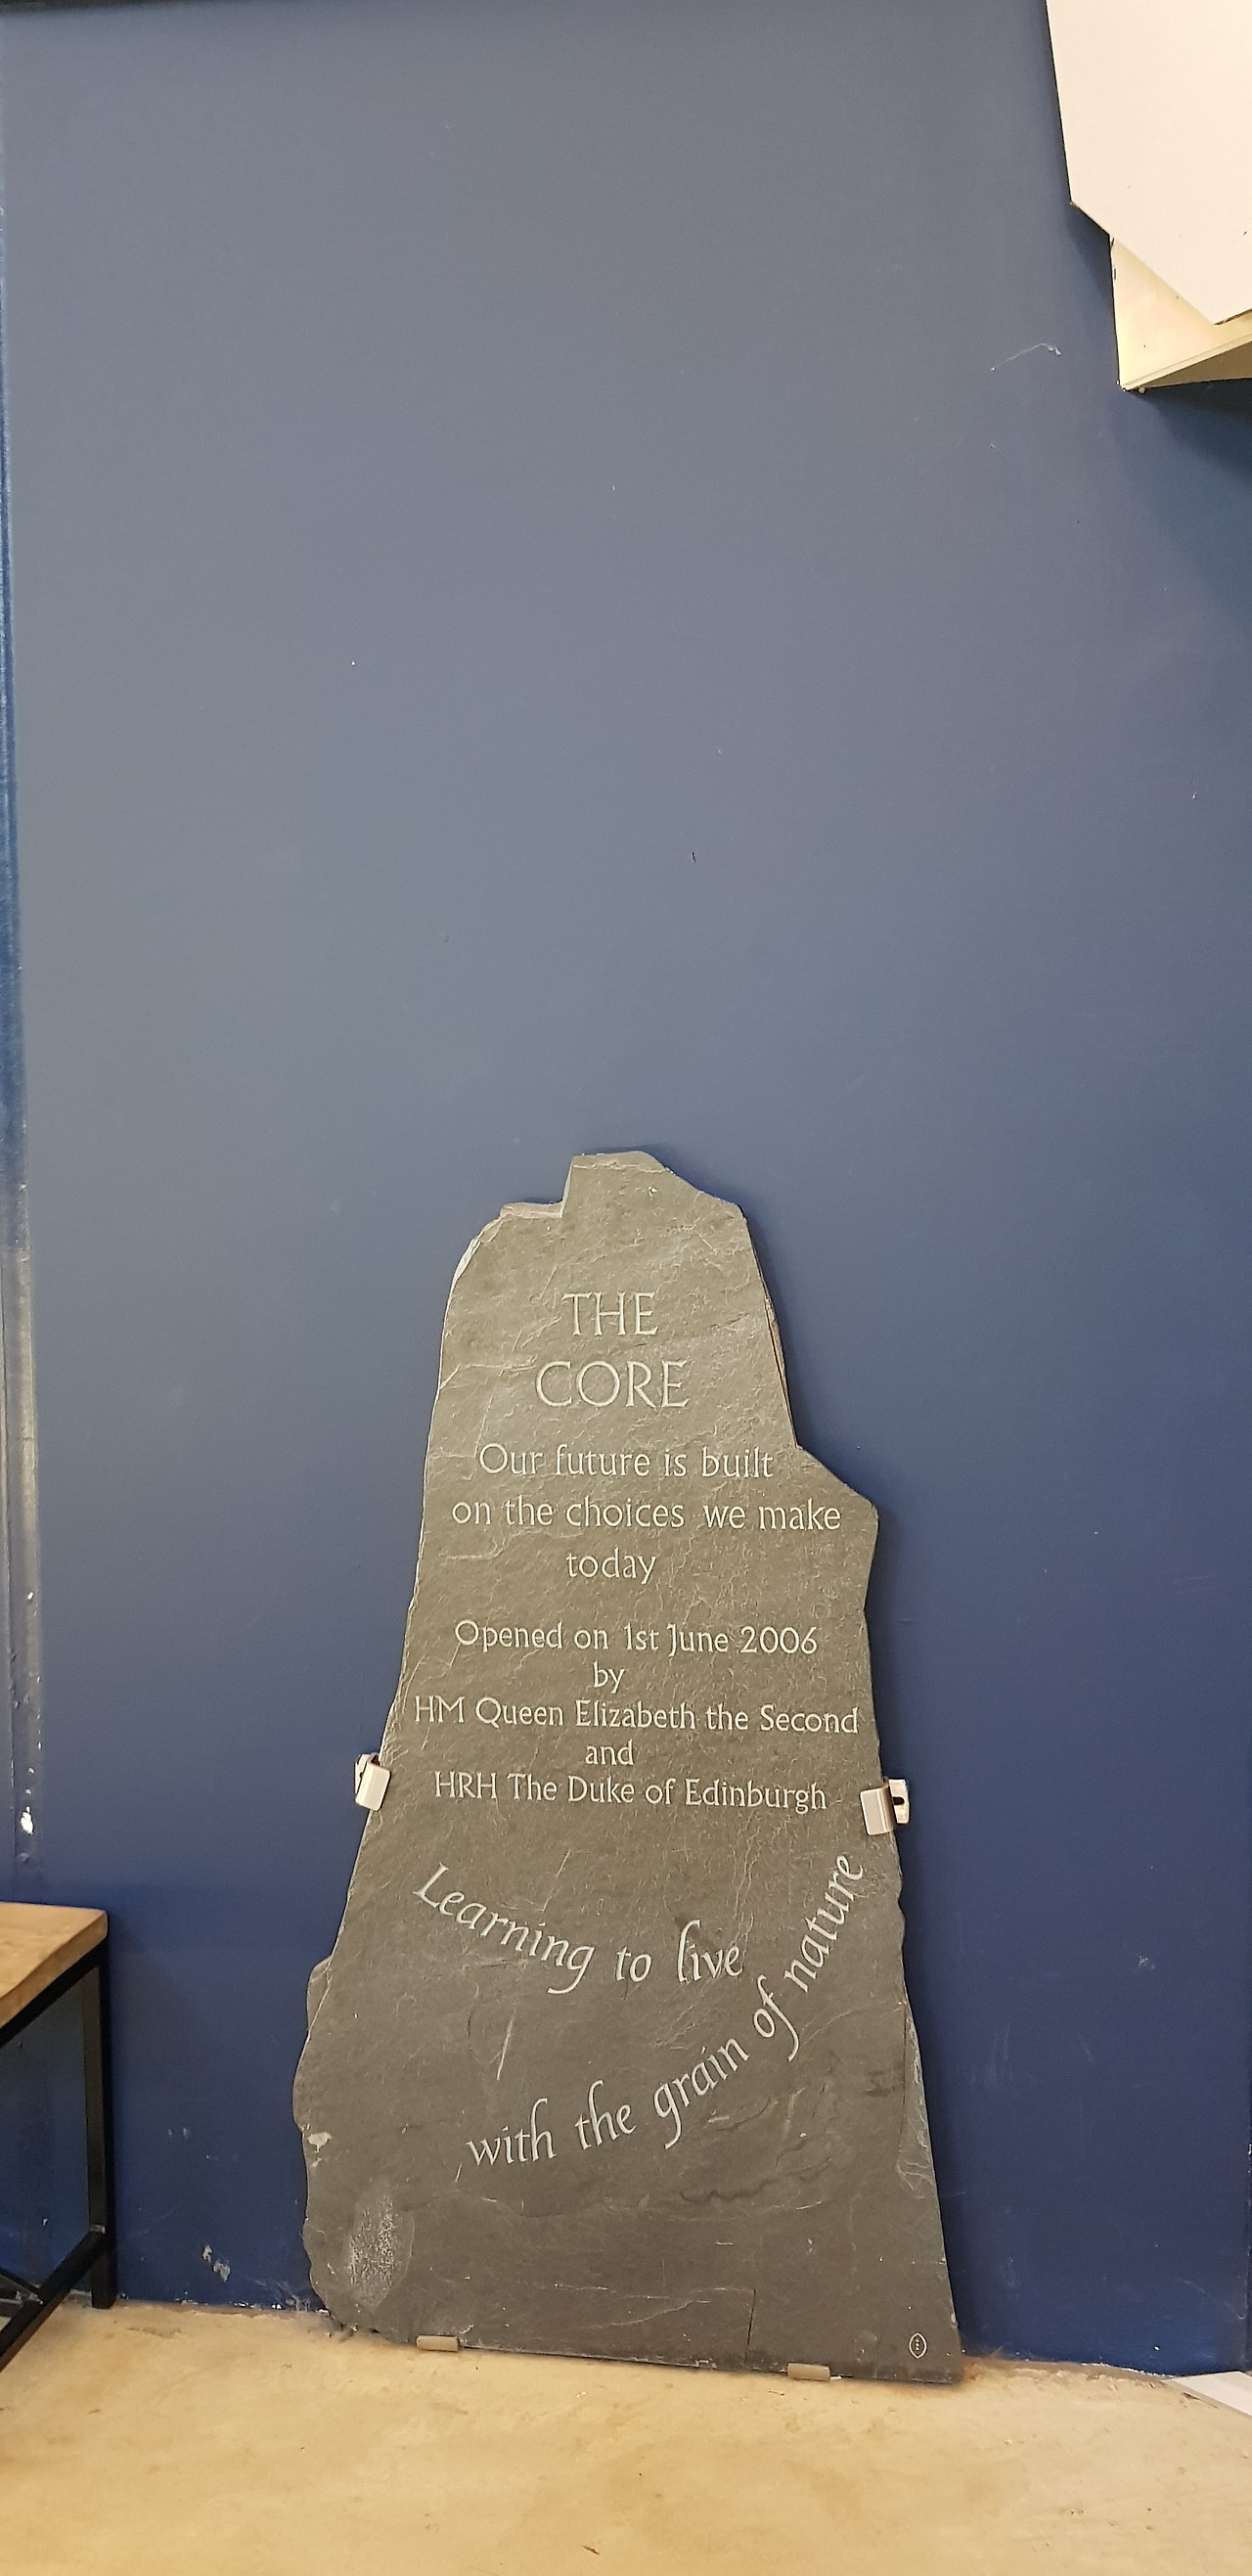 THE
CORE
Our future is built
on the choices we make
today
Opened on 1st June 2006
by
HM Queen Elizabeth the Second
and
HRH The Duke of Edinburgh
Learning to live
with the grain of nature